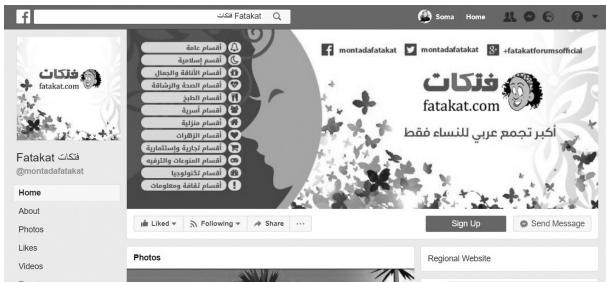 Fatakat فتكات
Soma Home
فتكات
fatakat.com
Fatakat فتكات
@montadafatakat
Home
About
Photos
Likes
Videos
أقسام عامة
أقسم إسلامية
أقسام الأناقة والجمال
أقسام الصحة والرشاقة
أقسام الطبخ
أقسام أسرية
أقسام منزلية
أقسام الزهرات
أقسام تجارية وإستثمارية
أقسام المنوعات والترفيه
أقسام تكنولوجيا
أقسام ثقافة ومعلومات
montadafatakat montadafatakat +fatakatforumsofficial
فتكات
fatakat.com
أكبر تجمع عربي للنساء فقط
Liked Following Share ...
Sign Up Send Message
Photos
Regional Website